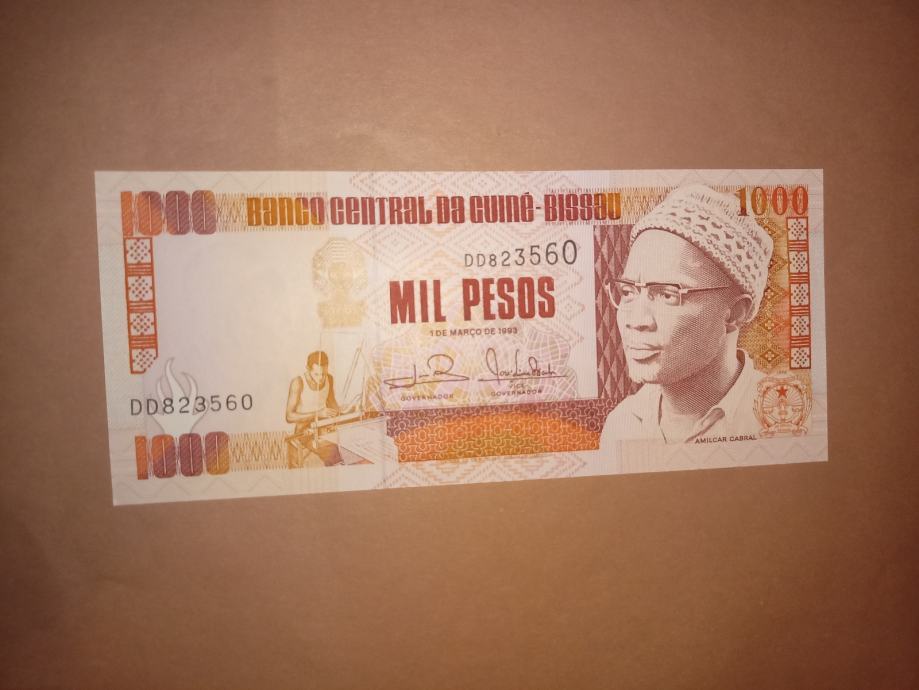 1000 BANCO CENTRAL DA GUINÉ-BISSAU 1000
DD823560
MIL PESOS
1 DE MARÇO DE 1993
GOVERNADOR
VICE
GOVERNADOR
DD823560
1000
AMILCAR CABRAL